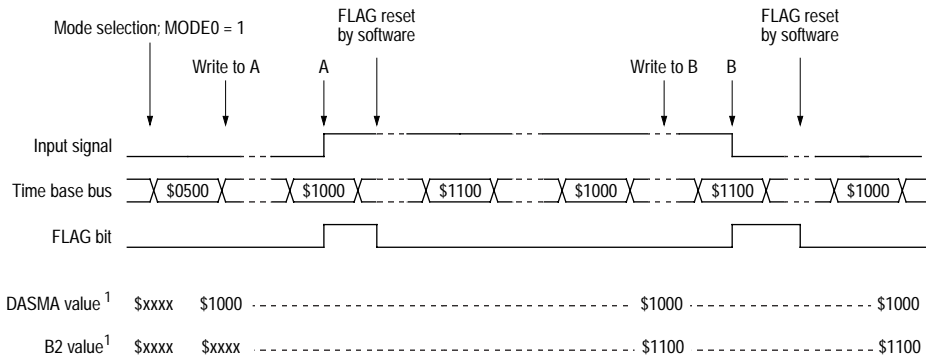 Mode selection; MODE0 = 1
FLAG reset
by software
FLAG reset
by software
Write to A
A
Write to B
B
Input signal
Time base bus $0500 $1000 $1100 $1000 $1100 $1000
FLAG bit
DASMA value 1 $xxxx $1000 $1000 $1000
B2 value1 $xxxx $xxxx $1100 $1100